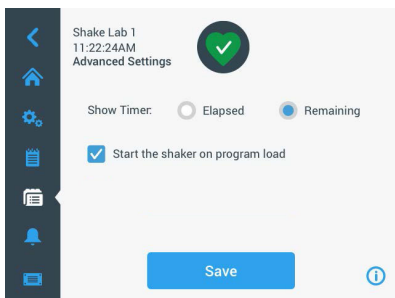 Shake Lab 1
11:22:24AM
Advanced Settings
Show Timer: Elapsed Remaining
Start the shaker on program load
Save